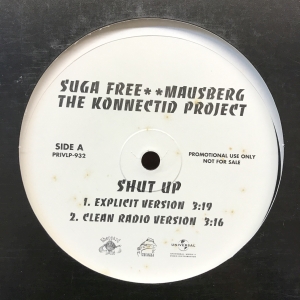 SUGA FREE**MAUSBERG
THE KONNECTID PROJECT
SIDE A
PRIVLP-932
PROMOTIONAL USE ONLY
NOT FOR SALE
SHUT UP
1. EXPLICIT VERSION 3:19
2. CLEAN RADIO VERSION 3:16
UNIVERSAL